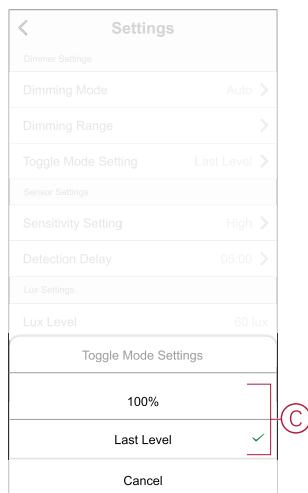 Settings
Dimmer Settings
Dimming Mode Auto
Dimming Range
Toggle Mode Setting Last Level
Sensor Settings
Sensitivity Setting High
Detection Delay 05:00
Lux Settings
Lux Level 60 lux
Toggle Mode Settings
100%
C
Last Level
Cancel